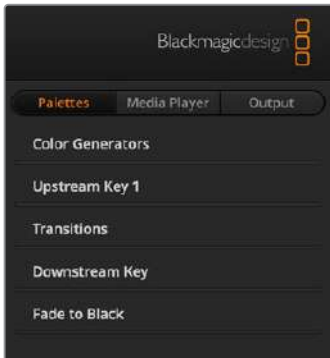 Blackmagicdesign
Palettes Media Player Output
Color Generators
Upstream Key 1
Transitions
Downstream Key
Fade to Black